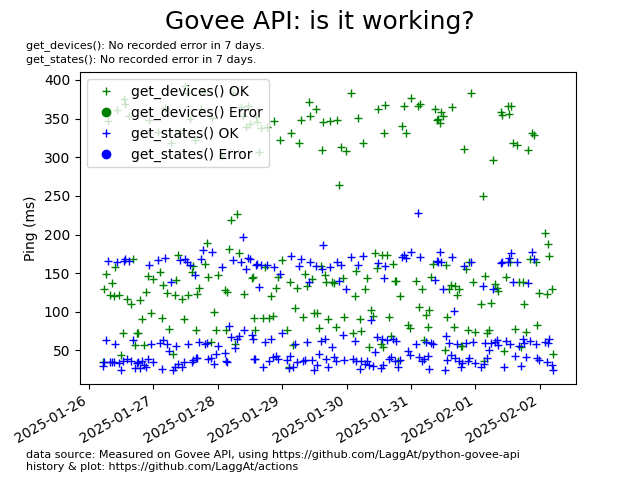 Govee API: is it working?
get_devices(): No recorded error in 7 days.
get_states(): No recorded error in 7 days.
400
350
300
250
200
150
100
50
Ping (ms)
get_devices() OK
get_devices() Error
get_states() OK
get_states() Error
2025-01-26
2025-01-27
2025-01-28
2025-01-29
2025-01-30
2025-01-31
2025-02-01
2025-02-02
data source: Measured on Govee API, using https://github.com/LaggAt/python-govee-api
history & plot: https://github.com/LaggAt/actions